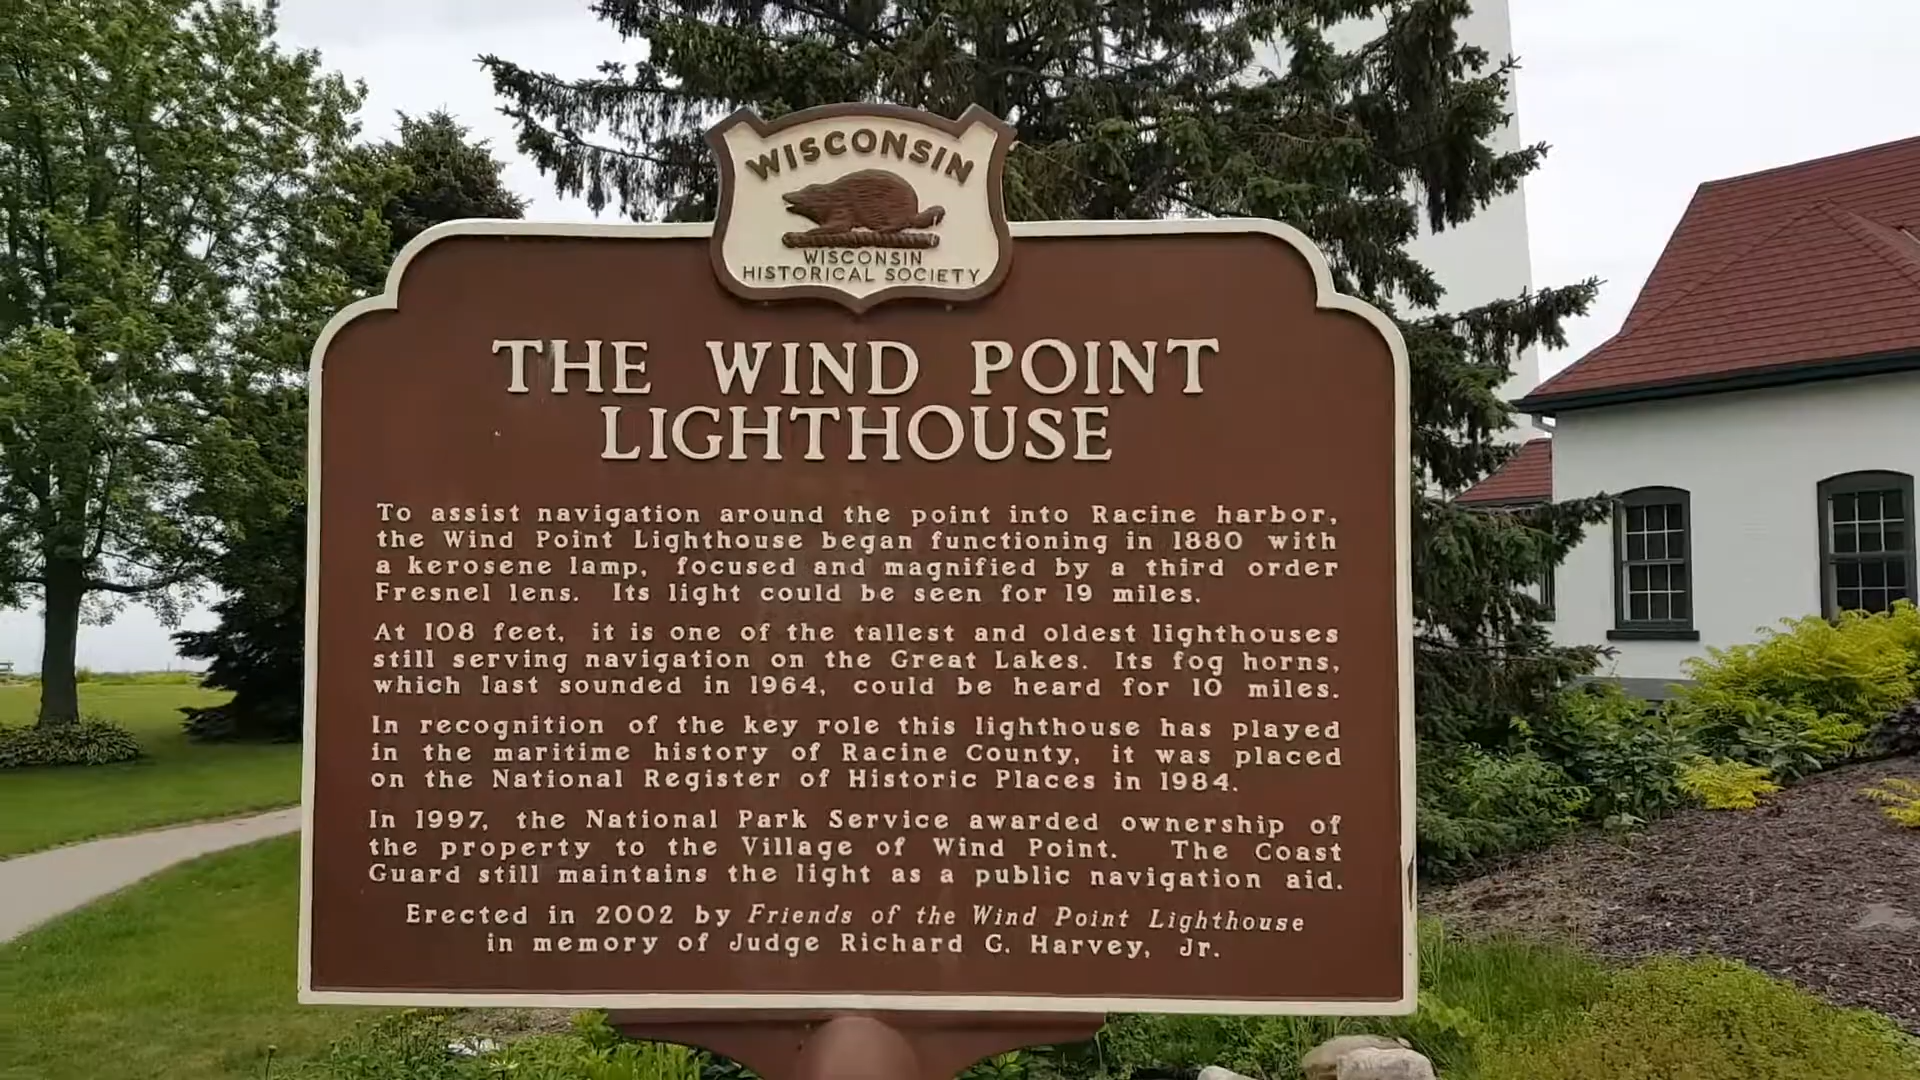 WISCONSIN
WISCONSIN
HISTORICAL SOCIETY
THE WIND POINT
LIGHTHOUSE
To assist navigation around the point into Racine harbor,
the Wind Point Lighthouse began functioning in 1880 with
a kerosene lamp, focused and magnified by a third order
Fresnel lens. Its light could be seen for 19 miles.
At 108 feet, it is one of the tallest and oldest lighthouses
still serving navigation on the Great Lakes. Its fog horns,
which last sounded in 1964, could be heard for 10 miles.
In recognition of the key role this lighthouse has played
in the maritime history of Racine County, it was placed
on the National Register of Historic Places in 1984.
In 1997, the National Park Service awarded ownership of
the property to the Village of Wind Point. The Coast
Guard still maintains the light as a public navigation aid.
Erected in 2002 by Friends of the Wind Point Lighthouse
in memory of Judge Richard G. Harvey, Jr.